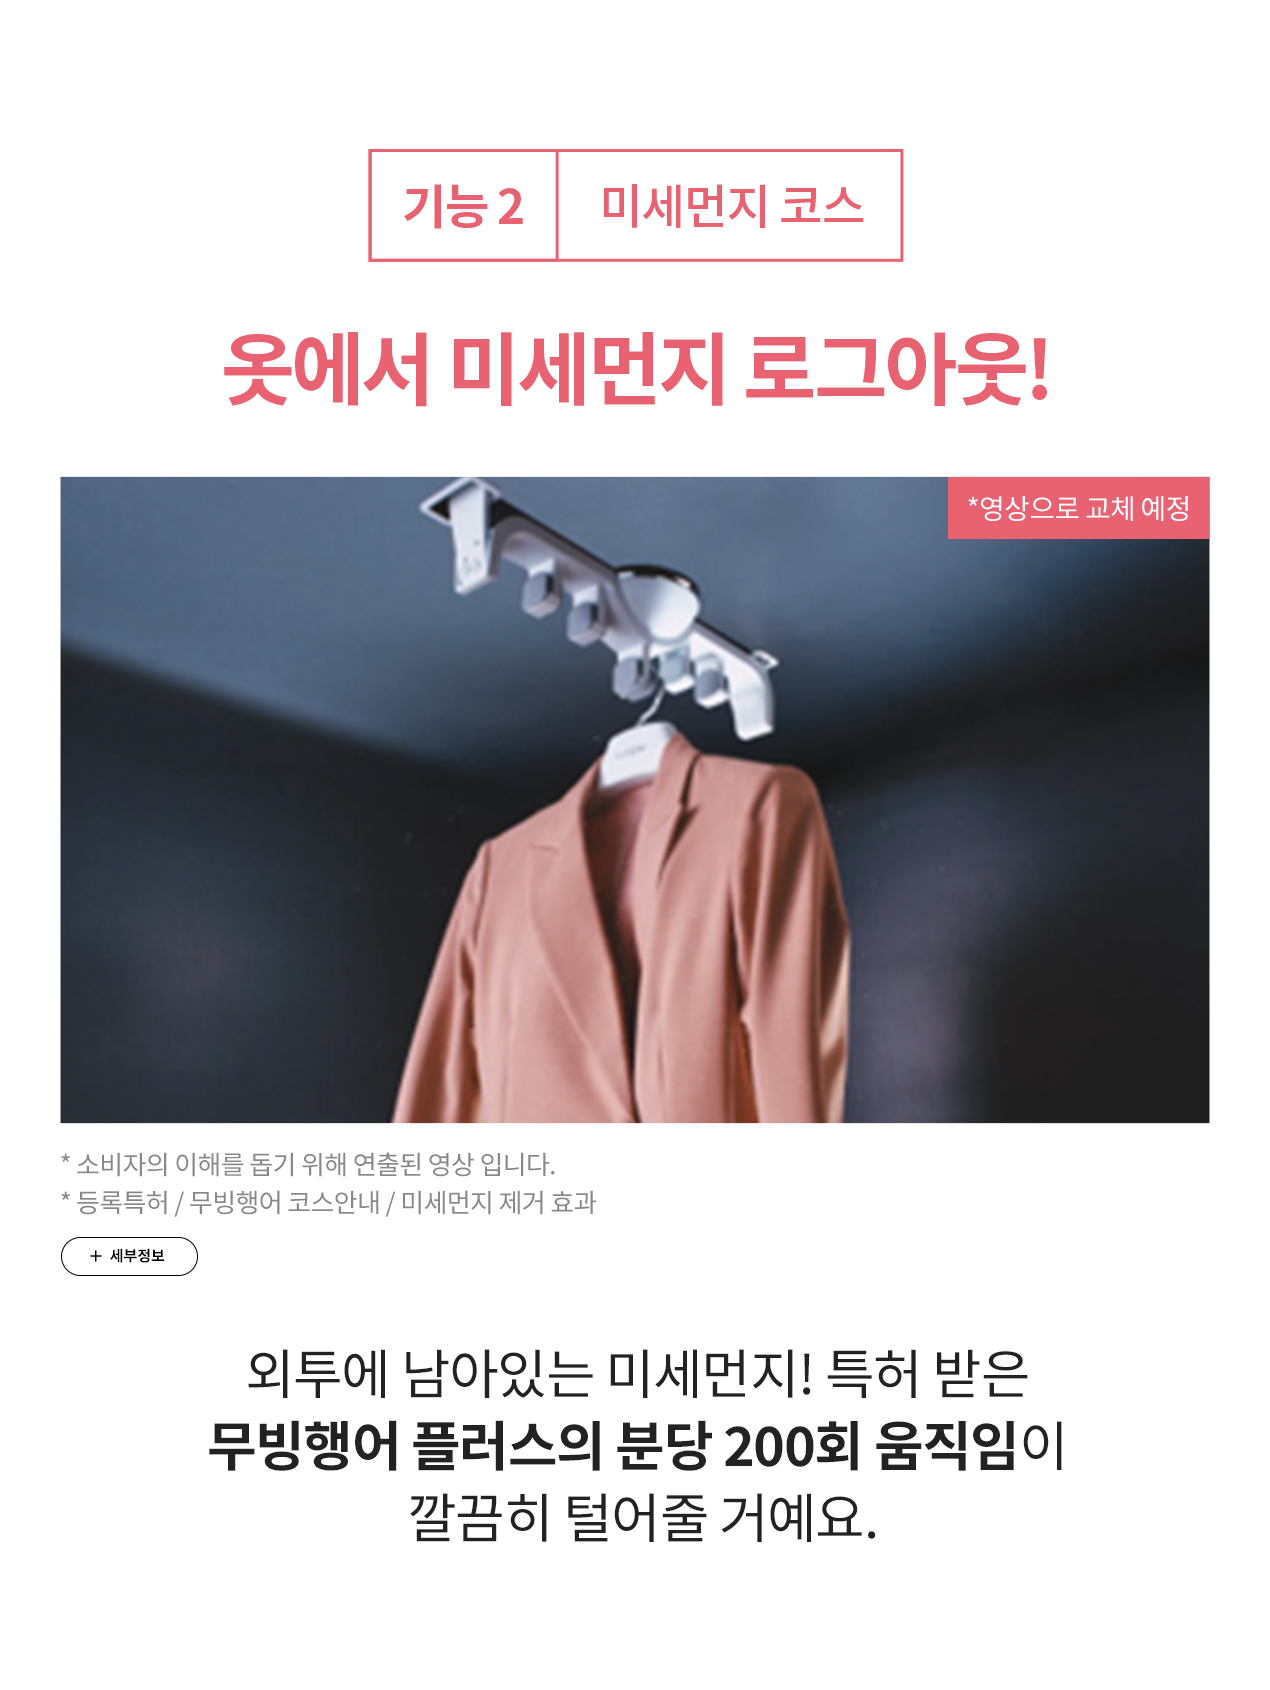 기능 2
미세먼지 코스
옷에서 미세먼지 로그아웃!
*영상으로 교체 예정
* 소비자의 이해를 돕기 위해 연출된 영상 입니다.
* 등록특허 / 무빙행어 코스안내 / 미세먼지 제거 효과
+ 세부정보
외투에 남아있는 미세먼지! 특허 받은
무빙행어 플러스의 분당 200회 움직임이
깔끔히 털어줄 거예요.